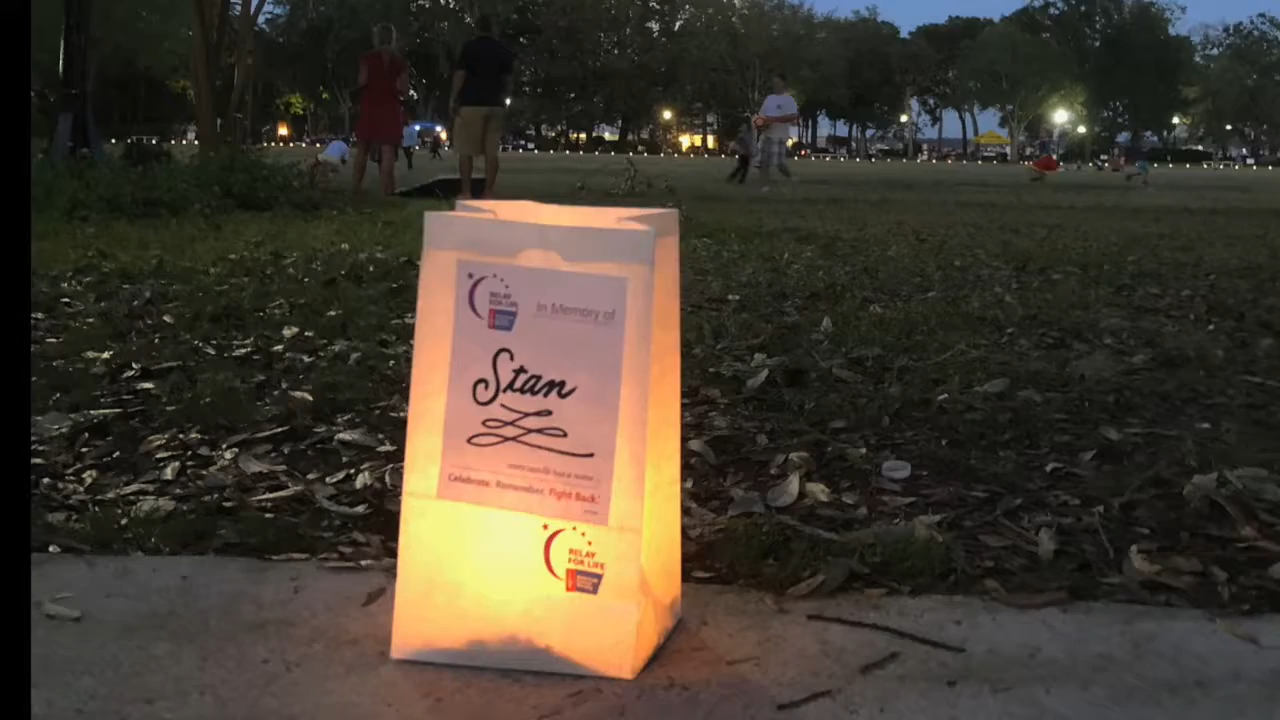 RELAY
FOR LIFE
In Memory of
Stan
Celebrate. Remember. Fight Back.
RELAY
FOR LIFE